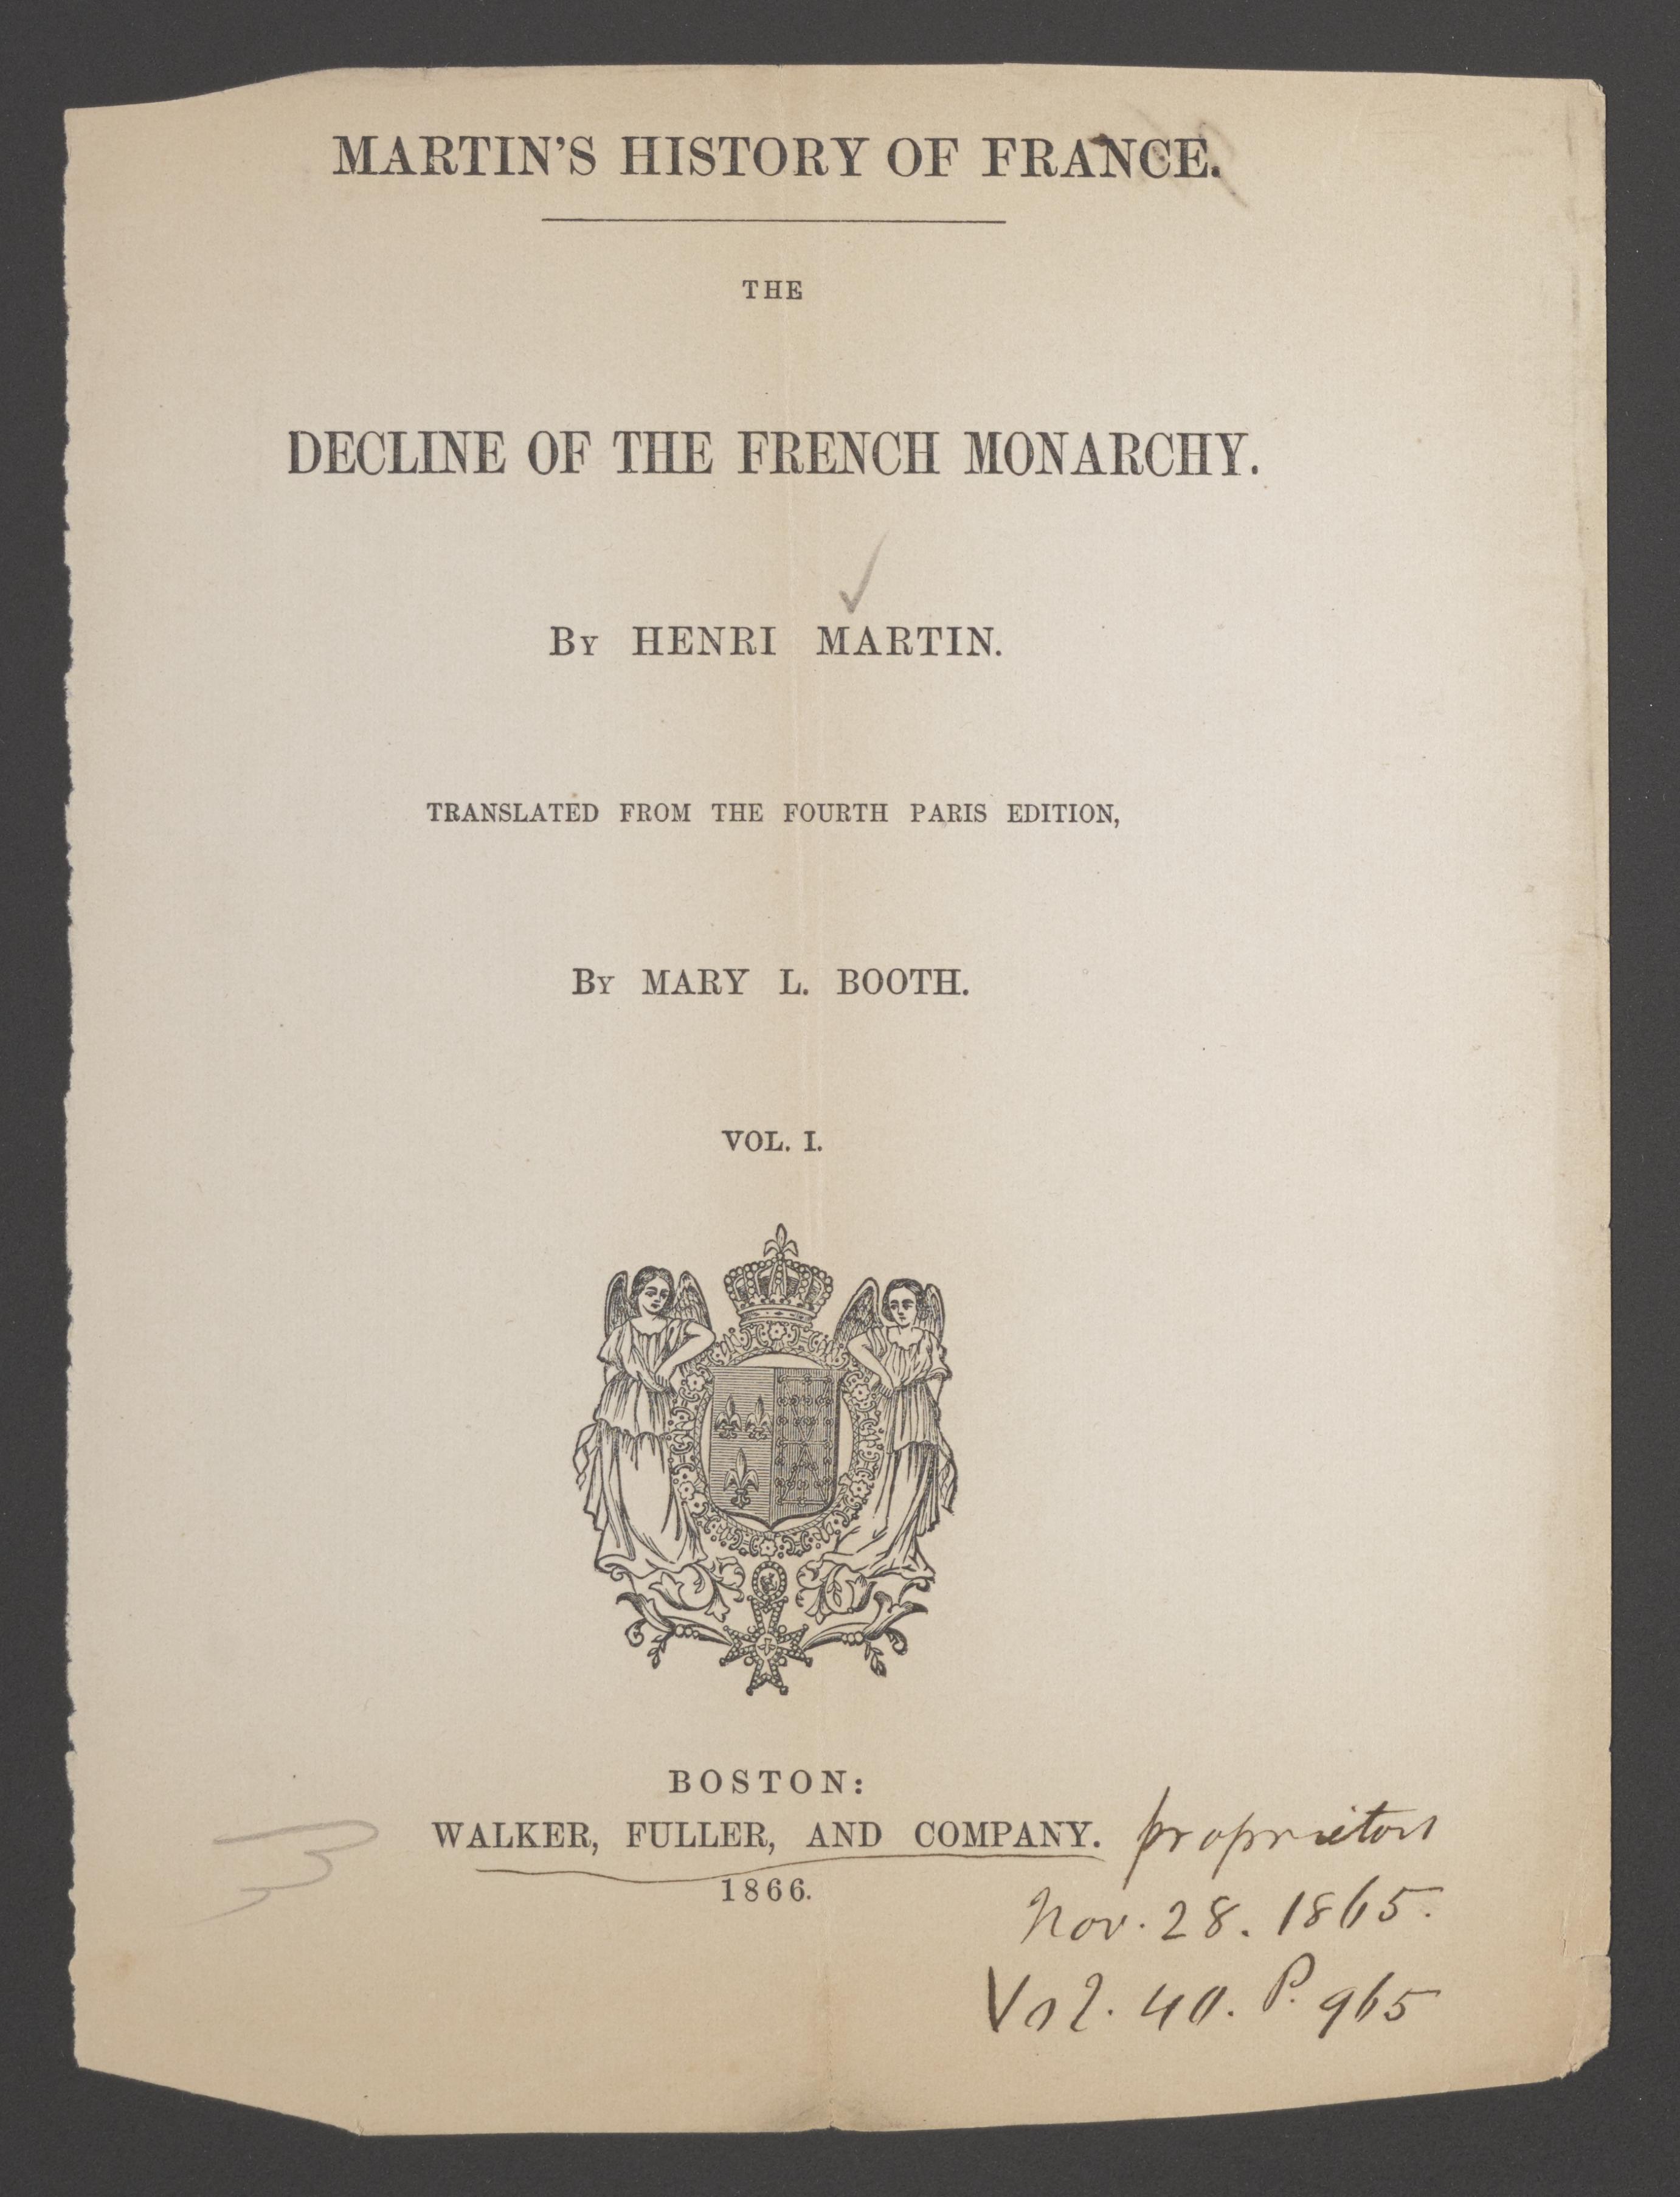 MARTIN'S HISTORY OF FRANCE.
THE
DECLINE OF THE FRENCH MONARCHY.
By HENRI MARTIN.
TRANSLATED FROM THE FOURTH PARIS EDITION,
By MARY L. BOOTH.
VOL. I.
BOSTON:
WALKER, FULLER, AND COMPANY. proprietors
1866.
Nov. 28. 1865.
Vol. 40. P. 965